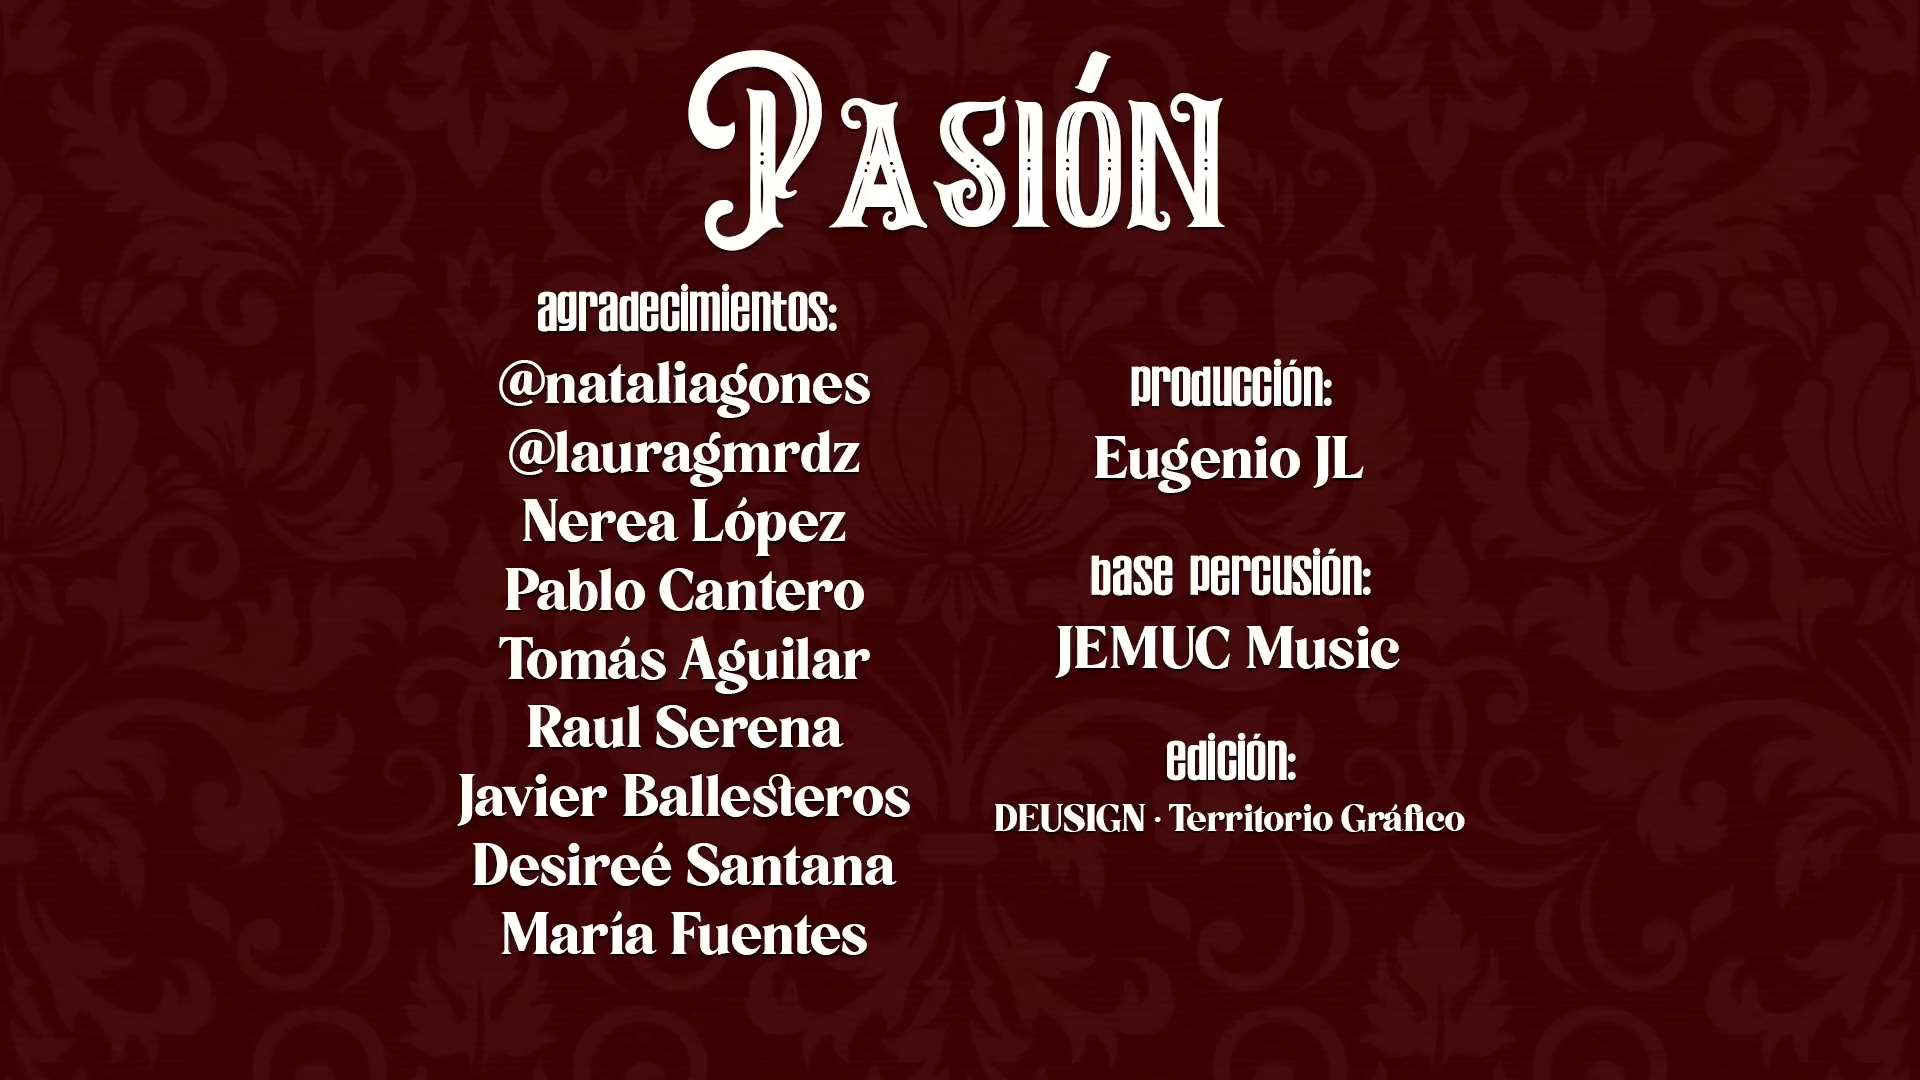 Pasión
agradecimientos:
@nataliagones
@lauragmrdz
Nerea López
Pablo Cantero
Tomás Aguilar
Raul Serena
Javier Ballesteros
Desireé Santana
María Fuentes
producción:
Eugenio JL
base percusión:
JEMUC Music
edición:
DEUSIGN · Territorio Gráfico